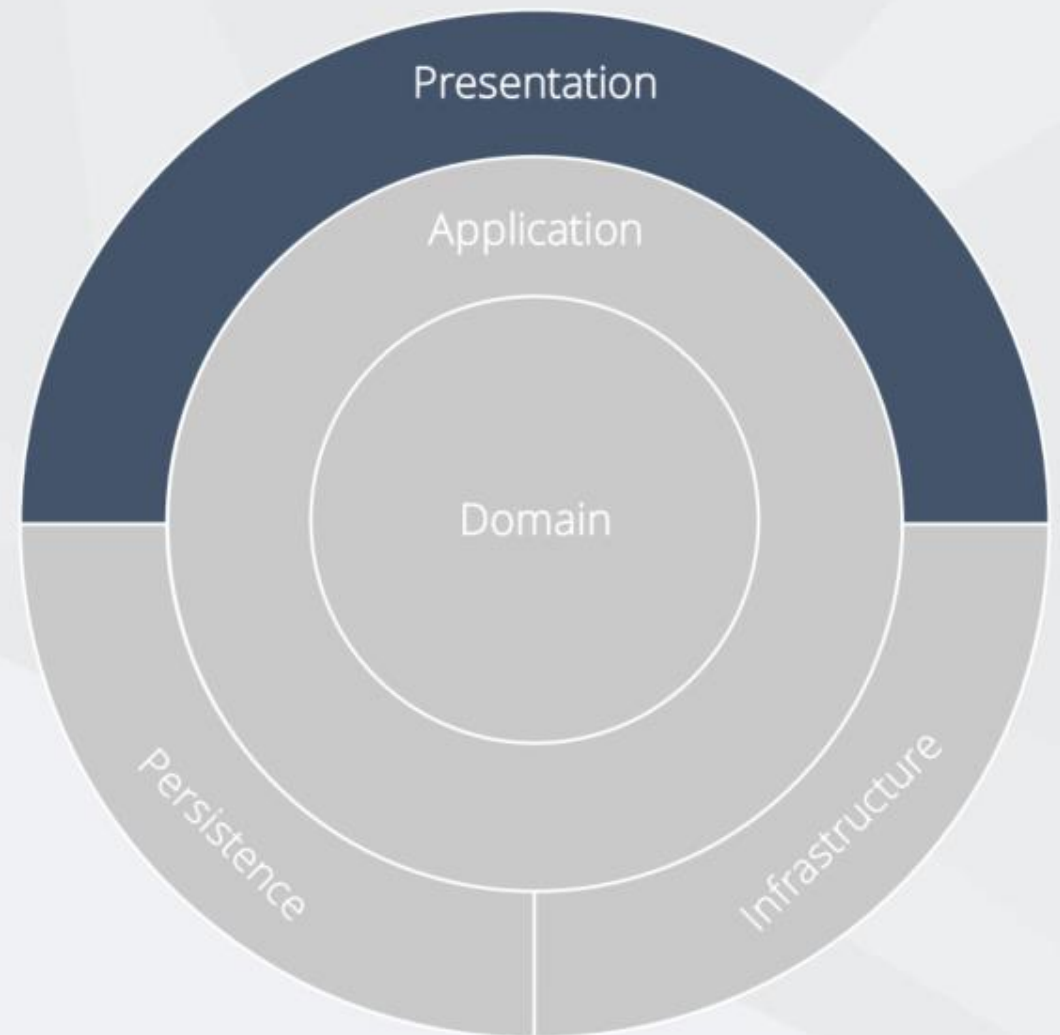 Presentation
Application
Domain
Persistence
Infrastructure